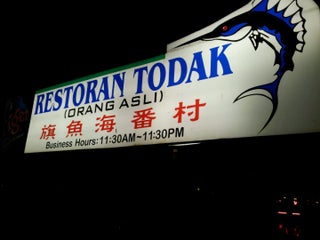 RESTORAN TODAK
(ORANG ASLI)
旗魚海番村
Business Hours: 11:30AM~11:30PM